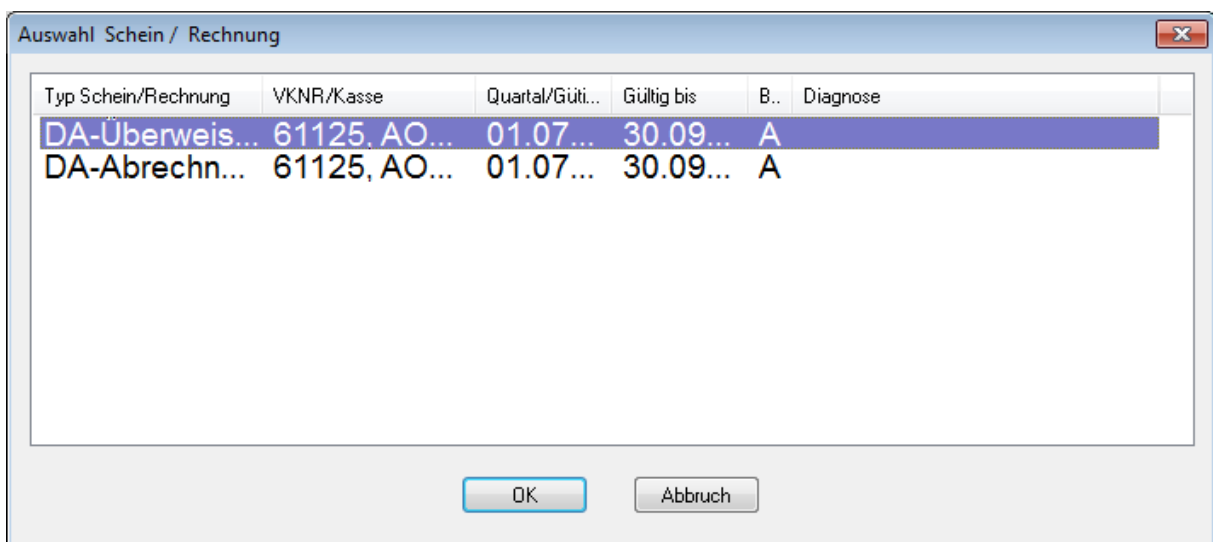 Auswahl Schein / Rechnung
Typ Schein/Rechnung VKNR/Kasse Quartal/Güti... Gültig bis B.. Diagnose
DA-Überweis... 61125, AO... 01.07... 30.09... A
DA-Abrechn... 61125, AO... 01.07... 30.09... A
OK Abbruch